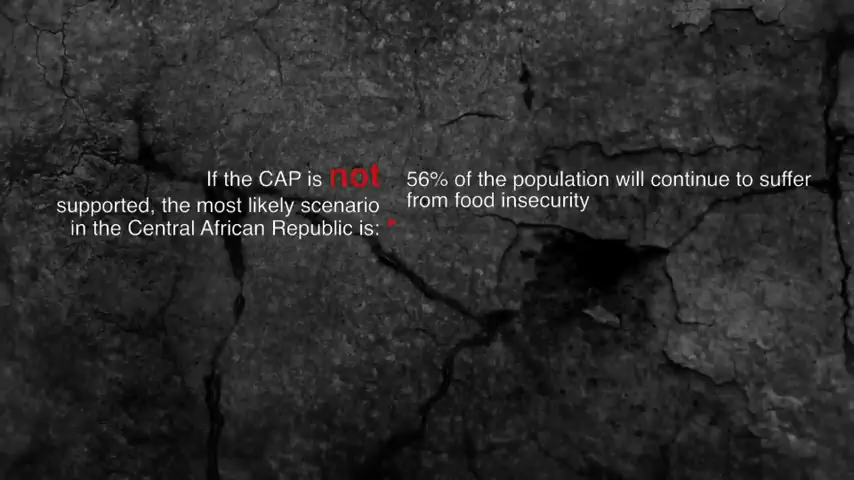 If the CAP is not
supported, the most likely scenario
in the Central African Republic is:
56% of the population will continue to suffer
from food insecurity